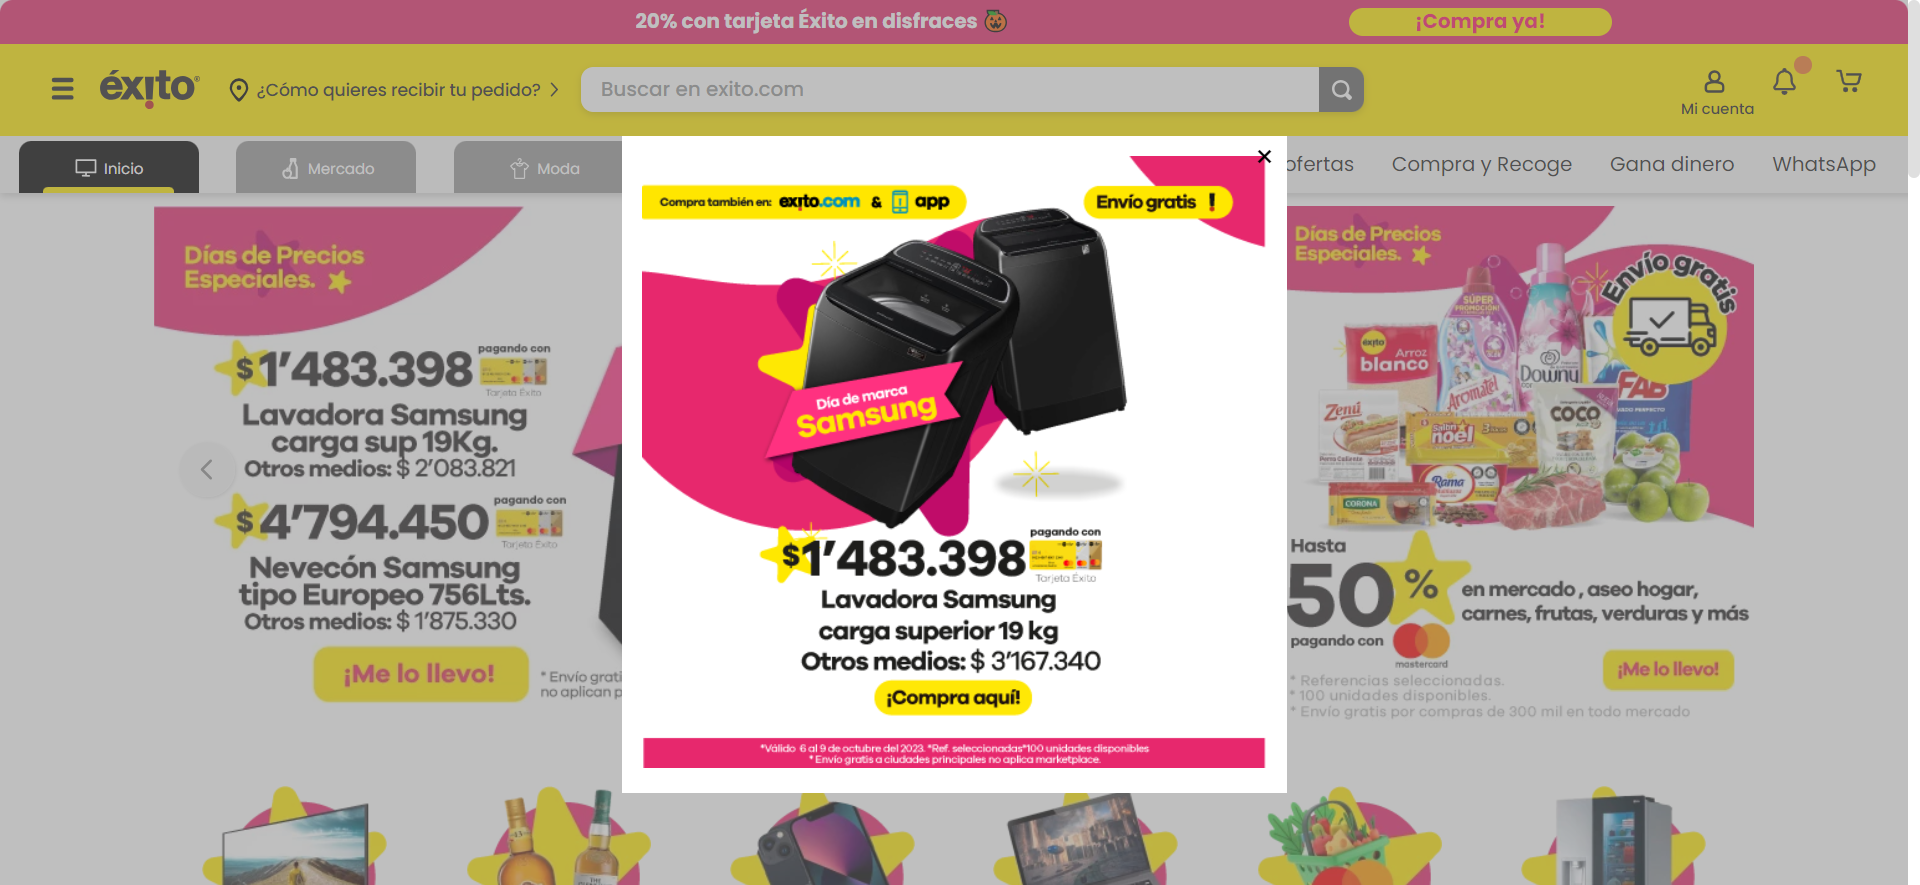 20% con tarjeta Éxito en disfraces
¡Compra ya!
éxito
¿Cómo quieres recibir tu pedido?
Buscar en exito.com
Mi cuenta
Inicio
Mercado
Moda
ofertas
Compra y Recoge
Gana dinero
WhatsApp
Días de Precios
Especiales.
$1'483.398
pagando con
Tarjeta Éxito
Lavadora Samsung
carga sup 19Kg.
Otros medios: $ 2'083.821
$4'794.450
pagando con
Tarjeta Éxito
Nevecón Samsung
tipo Europeo 756Lts.
Otros medios: $ 1'875.330
¡Me lo llevo!
* Envío grati
no aplican p
Compra también en: exito.com & app
Envío gratis !
Día de marca
Samsung
$1'483.398
pagando con
Tarjeta Éxito
Lavadora Samsung
carga superior 19 kg
Otros medios: $ 3'167.340
¡Compra aquí!
*Válido 6 al 9 de octubre del 2023. *Ref. seleccionadas*100 unidades disponibles
* Envío gratis a ciudades principales no aplica marketplace.
Días de Precios
Especiales.
Envío gratis
SÚPER
PROMOCIÓN!
éxito
Arroz
blanco
Aromatel
Downy
FAB
Zenú
Saltín
noel
COCO
Rama
CORONA
Hasta
50%
en mercado , aseo hogar,
carnes, frutas, verduras y más
pagando con
mastercard
¡Me lo llevo!
* Referencias seleccionadas.
* 100 unidades disponibles.
* Envío gratis por compras de 300 mil en todo mercado